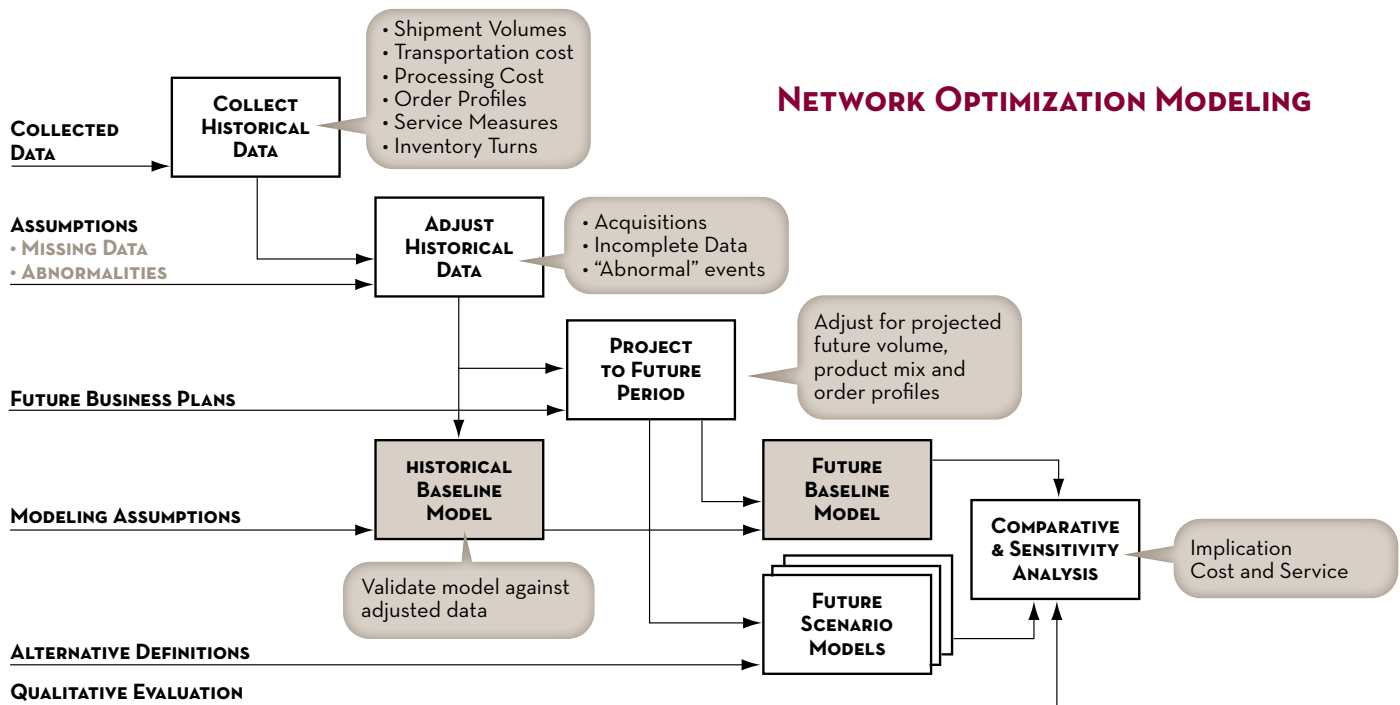 NETWORK OPTIMIZATION MODELING
• Shipment Volumes
• Transportation cost
• Processing Cost
• Order Profiles
• Service Measures
• Inventory Turns
COLLECT
HISTORICAL
DATA
COLLECTED
DATA
ASSUMPTIONS
• MISSING DATA
• ABNORMALITIES
ADJUST
HISTORICAL
DATA
• Acquisitions
• Incomplete Data
• “Abnormal” events
PROJECT
TO FUTURE
PERIOD
Adjust for projected
future volume,
product mix and
order profiles
FUTURE BUSINESS PLANS
HISTORICAL
BASELINE
MODEL
FUTURE
BASELINE
MODEL
MODELING ASSUMPTIONS
COMPARATIVE
& SENSITIVITY
ANALYSIS
Implication
Cost and Service
Validate model against
adjusted data
FUTURE
SCENARIO
MODELS
ALTERNATIVE DEFINITIONS
QUALITATIVE EVALUATION